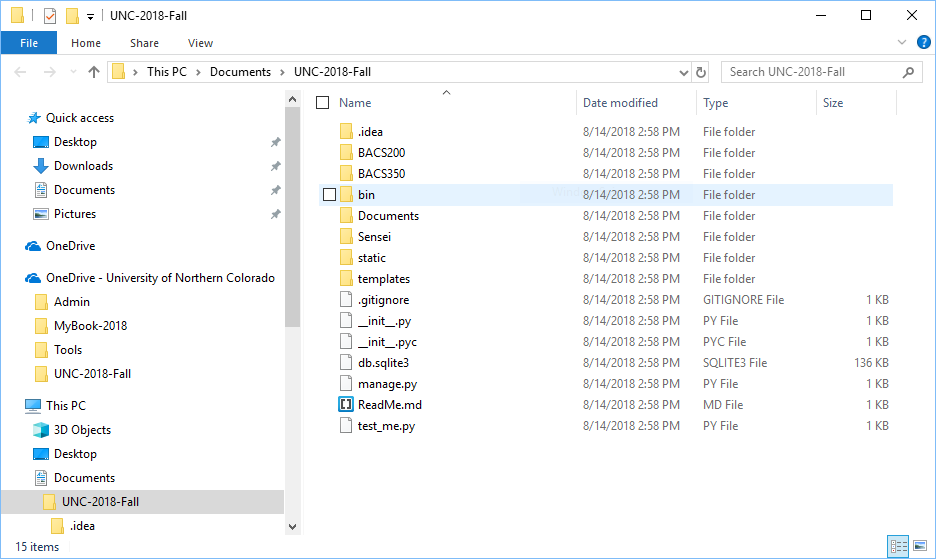 UNC-2018-Fall
File Home Share View
This PC Documents UNC-2018-Fall Search UNC-2018-Fall
Quick access
Desktop
Downloads
Documents
Pictures
OneDrive
OneDrive - University of Northern Colorado
Admin
MyBook-2018
Tools
UNC-2018-Fall
This PC
3D Objects
Desktop
Documents
UNC-2018-Fall
.idea
Name Date modified Type Size
.idea 8/14/2018 2:58 PM File folder
BACS200 8/14/2018 2:58 PM File folder
BACS350 8/14/2018 2:58 PM File folder
bin 8/14/2018 2:58 PM File folder
Documents 8/14/2018 2:58 PM File folder
Sensei 8/14/2018 2:58 PM File folder
static 8/14/2018 2:58 PM File folder
templates 8/14/2018 2:58 PM File folder
.gitignore 8/14/2018 2:58 PM GITIGNORE File 1 KB
__init__.py 8/14/2018 2:58 PM PY File 1 KB
__init__.pyc 8/14/2018 2:58 PM PYC File 1 KB
db.sqlite3 8/14/2018 2:58 PM SQLITE3 File 136 KB
manage.py 8/14/2018 2:58 PM PY File 1 KB
ReadMe.md 8/14/2018 2:58 PM MD File 1 KB
test_me.py 8/14/2018 2:58 PM PY File 1 KB
15 items